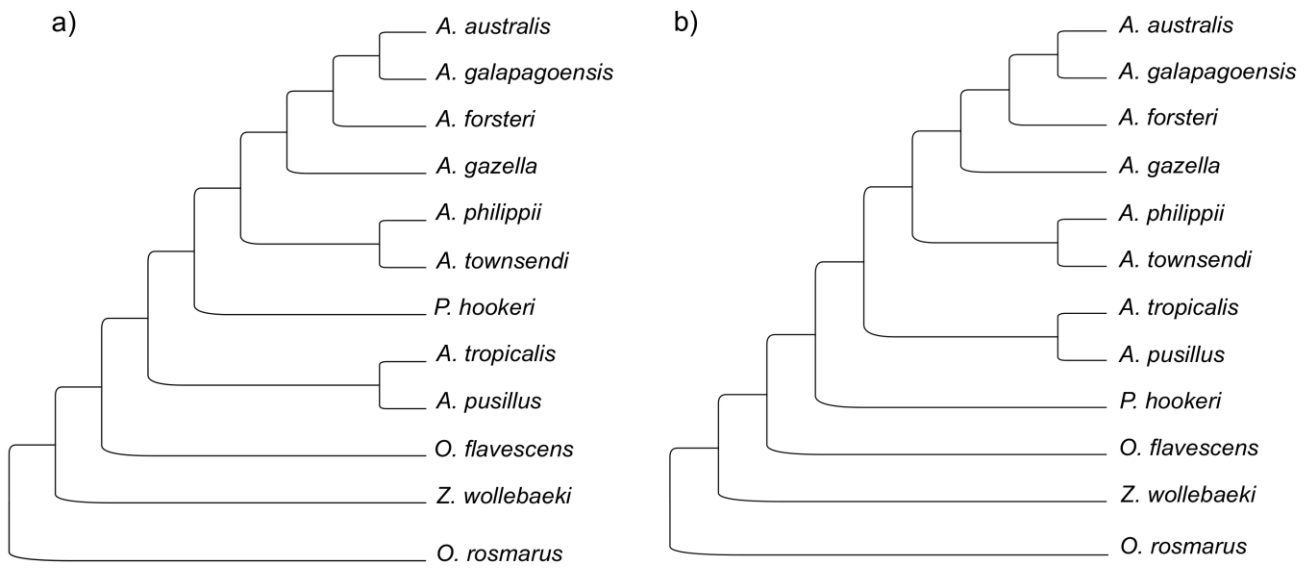 a)
A. australis
A. galapagoensis
A. forsteri
A. gazella
A. philippii
A. townsendi
P. hookeri
A. tropicalis
A. pusillus
O. flavescens
Z. wollebaeki
O. rosmarus
b)
A. australis
A. galapagoensis
A. forsteri
A. gazella
A. philippii
A. townsendi
A. tropicalis
A. pusillus
P. hookeri
O. flavescens
Z. wollebaeki
O. rosmarus